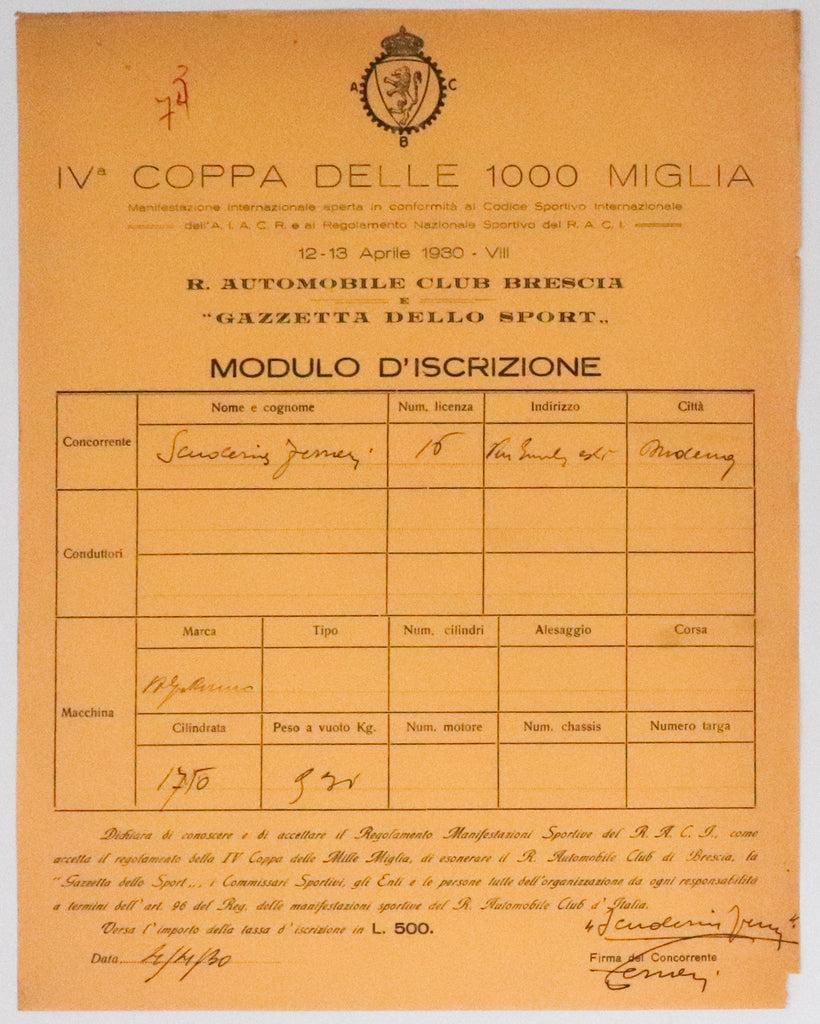 A C
B
IVª COPPA DELLE 1000 MIGLIA
Manifestazione Internazionale aperta in conformità al Codice Sportivo Internazionale
dell'A. I. A. C. R. e al Regolamento Nazionale Sportivo del R. A. C. I.
12-13 Aprile 1930 - VIII
R. AUTOMOBILE CLUB BRESCIA
E
"GAZZETTA DELLO SPORT„
MODULO D'ISCRIZIONE
Nome e cognome Num. licenza Indirizzo Città
Concorrente Scuderia Ferrari 16 Via Emilia est Modena
Conduttori
Marca Tipo Num. cilindri Alesaggio Corsa
Macchina Alfa Romeo
Cilindrata Peso a vuoto Kg. Num. motore Num. chassis Numero targa
1750
Dichiara di conoscere e di accettare il Regolamento Manifestazioni Sportive del R. A. C. I., come
accetta il regolamento della IV Coppa delle Mille Miglia, di esonerare il R. Automobile Club di Brescia, la
"Gazzetta dello Sport„, i Commissari Sportivi, gli Enti e le persone tutte dell'organizzazione da ogni responsabilità
a termini dell'art. 96 del Reg. delle manifestazioni sportive del R. Automobile Club d'Italia.
Versa l'importo della tassa d'iscrizione in L. 500.
"Scuderia Ferrari"
Data 4/4/30 Firma del Concorrente
Ferrari